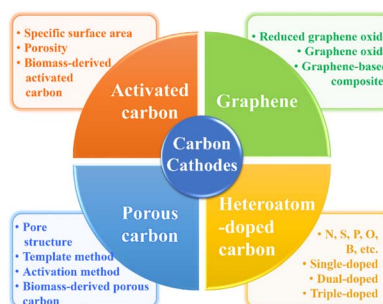 • Specific surface area
• Porosity
• Biomass-derived
activated
carbon
• Reduced graphene oxid
• Graphene oxid
• Graphene-based
composite
Activated
carbon
Graphene
Carbon
Cathodes
Porous
carbon
Heteroatom
-doped
carbon
• Pore
structure
• Template method
• Activation method
• Biomass-derived porous
carbon
• N, S, P, O,
B, etc.
• Single-doped
• Dual-doped
• Triple-doped